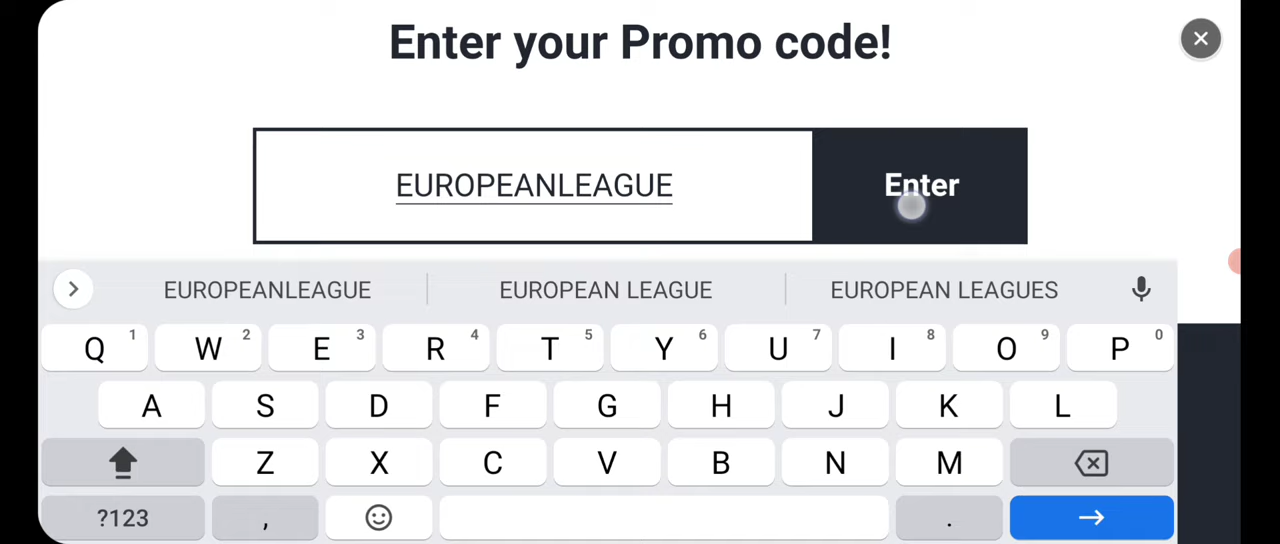 Enter your Promo code!
EUROPEANLEAGUE
Enter
EUROPEANLEAGUE EUROPEAN LEAGUE EUROPEAN LEAGUES
Q 1 W 2 E 3 R 4 T 5 Y 6 U 7 I 8 O 9 P 0
A S D F G H J K L
Z X C V B N M
?123 , .